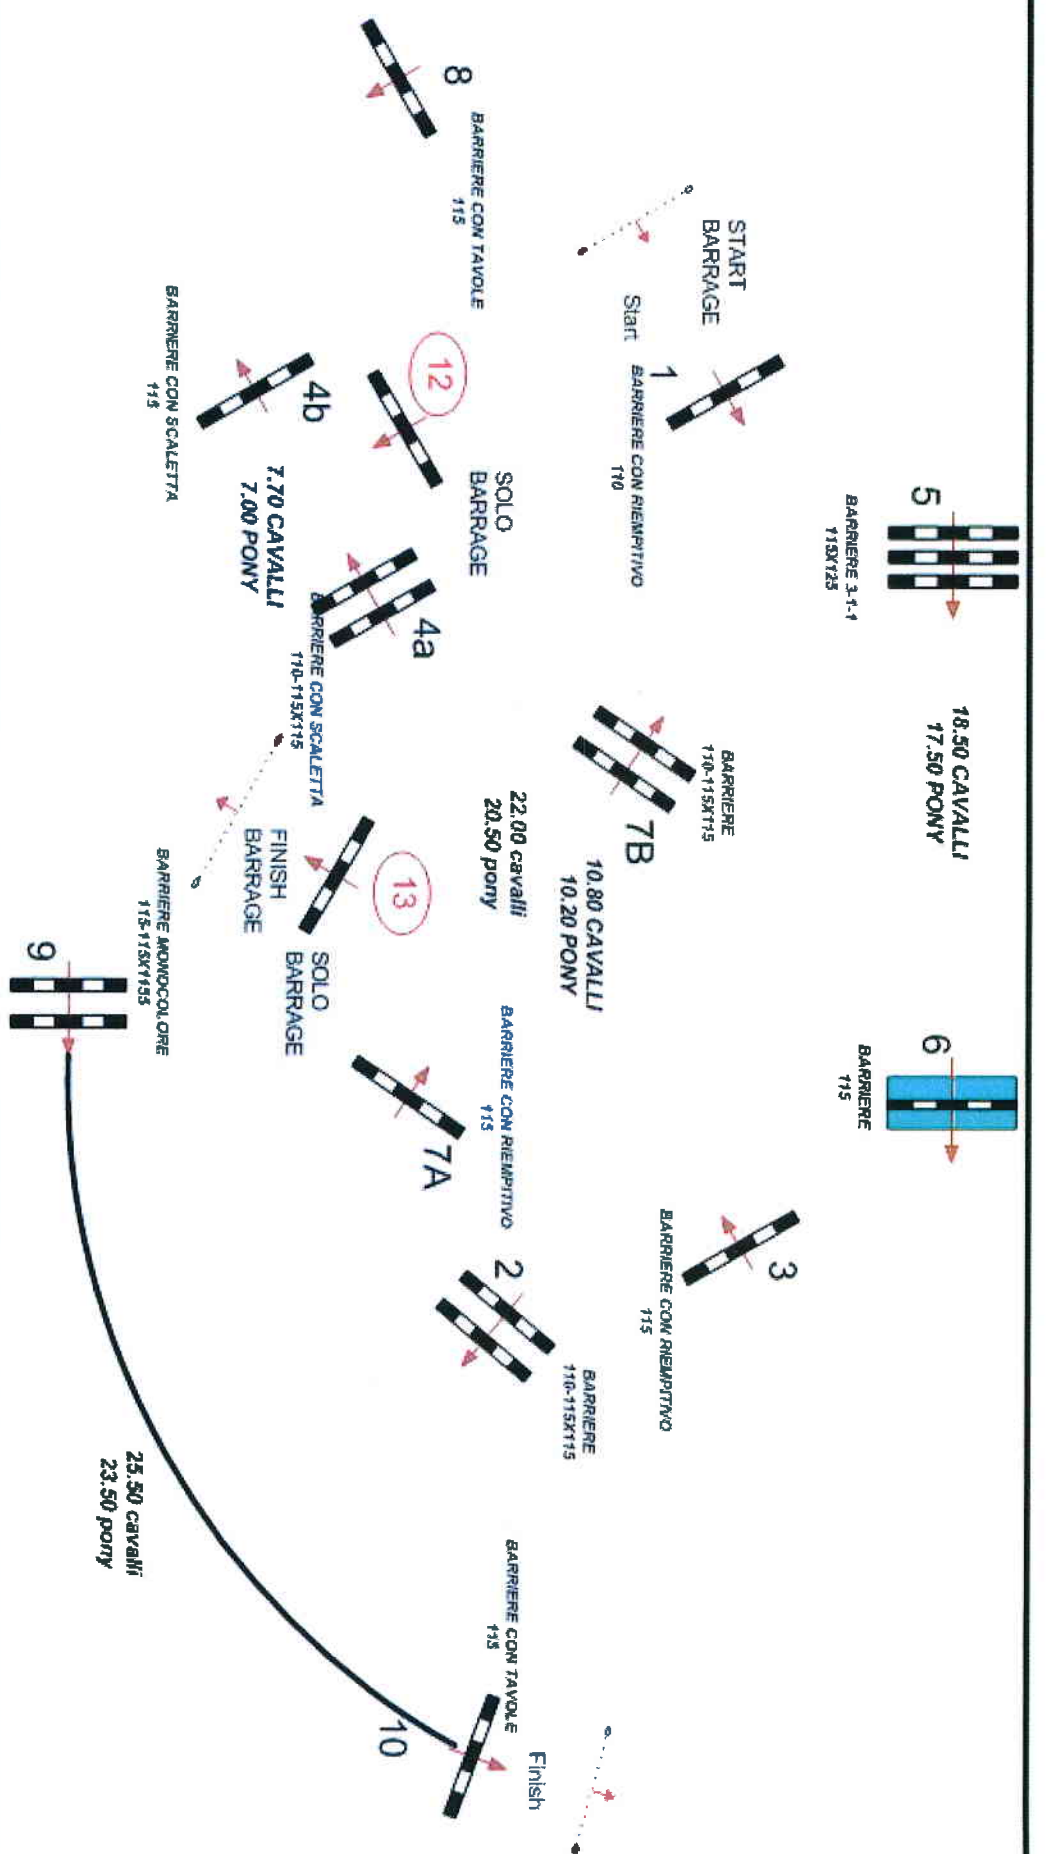 8
BARRIERE CON TAVOLE
115
START
BARRAGE
Start
1
BARRIERE CON RIEMPITIVO
110
5
BARRIERE 3-1-1
115X125
18.50 CAVALLI
17.50 PONY
6
BARRIERE
115
12
SOLO
BARRAGE
4b
BARRIERE CON SCALETTA
115
7.70 CAVALLI
7.00 PONY
4a
BARRIERE CON SCALETTA
110-115X115
7B
BARRIERE
110-115X115
22.00 cavalli
20.50 pony
10.80 CAVALLI
10.20 PONY
13
SOLO
BARRAGE
FINISH
BARRAGE
7A
BARRIERE CON RIEMPITIVO
115
2
BARRIERE
110-115X115
3
BARRIERE CON RIEMPITIVO
115
9
BARRIERE MONOCOLORE
115-115X1155
25.50 cavalli
23.50 pony
10
BARRIERE CON TAVOLE
115
Finish